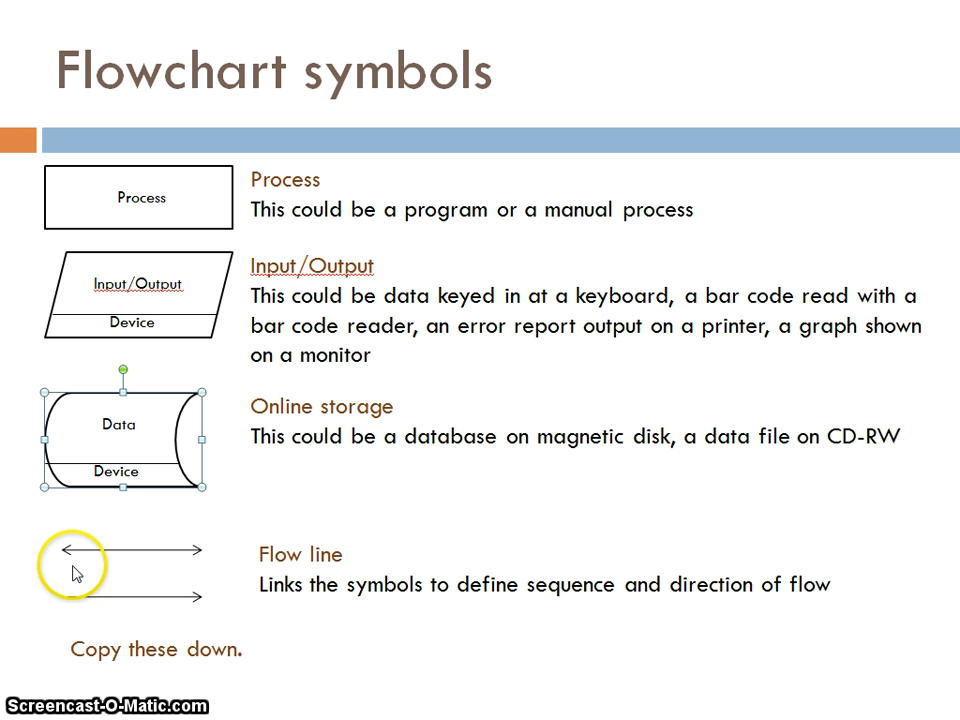 Flowchart symbols
Process
Process
This could be a program or a manual process
Input/Output
Device
Input/Output
This could be data keyed in at a keyboard, a bar code read with a
bar code reader, an error report output on a printer, a graph shown
on a monitor
Data
Device
Online storage
This could be a database on magnetic disk, a data file on CD-RW
Flow line
Links the symbols to define sequence and direction of flow
Copy these down.
Screencast-O-Matic.com